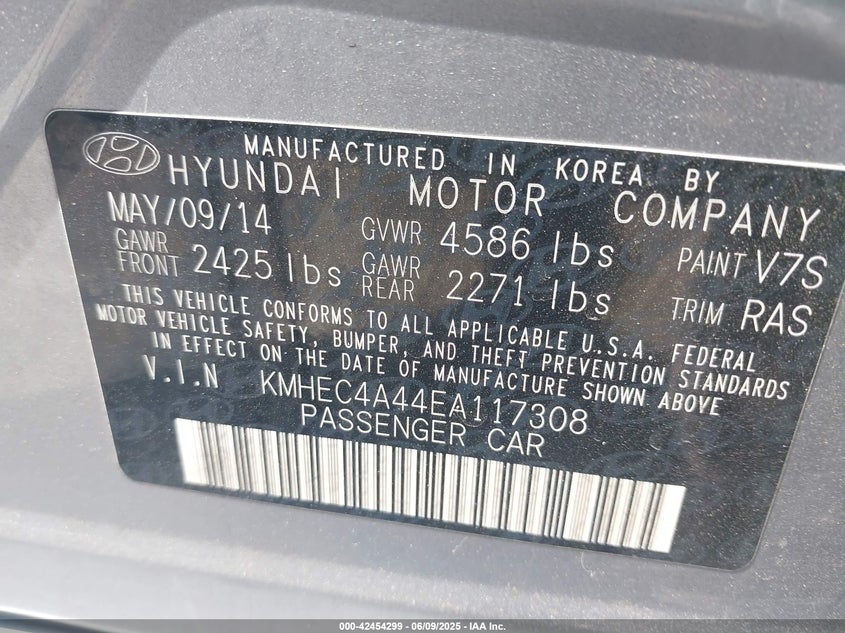 MANUFACTURED IN KOREA BY
HYUNDAI MOTOR COMPANY
MAY/09/14 GVWR 4586 lbs PAINT V7S
GAWR FRONT 2425 lbs GAWR REAR 2271 lbs TRIM RAS
THIS VEHICLE CONFORMS TO ALL APPLICABLE U.S.A. FEDERAL
MOTOR VEHICLE SAFETY, BUMPER, AND THEFT PREVENTION STANDARDS
IN EFFECT ON THE DATE OF MANUFACTURE SHOWN ABOVE
V.I.N KMHEC4A44EA117308
PASSENGER CAR
000-42454299 - 06/09/2025 - IAA Inc.